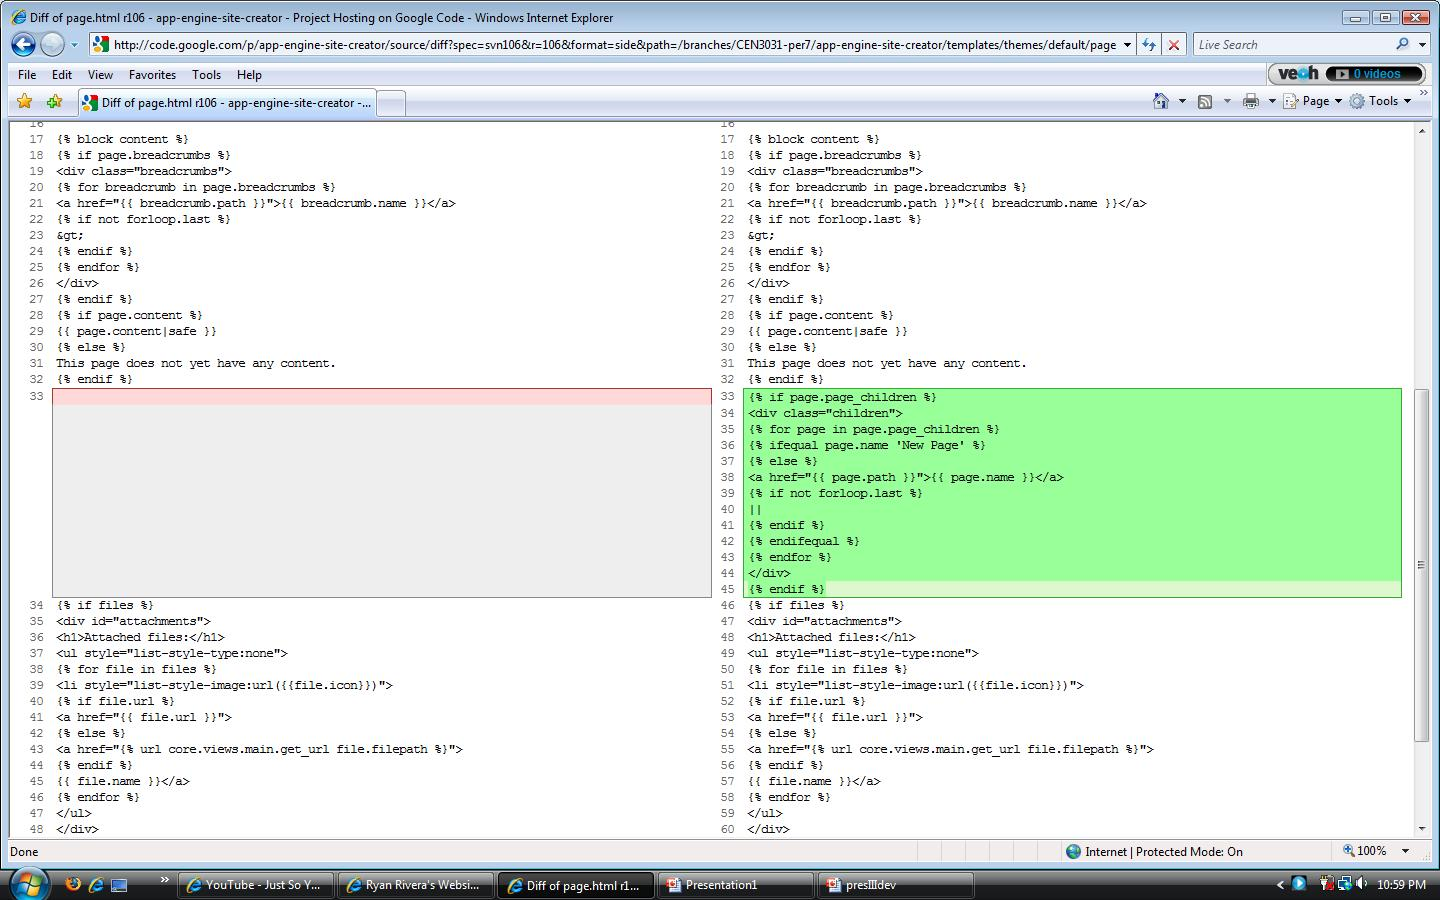 Diff of page.html r106 - app-engine-site-creator - Project Hosting on Google Code - Windows Internet Explorer
http://code.google.com/p/app-engine-site-creator/source/diff?spec=svn106&r=106&format=side&path=/branches/CEN3031-per7/app-engine-site-creator/templates/themes/default/page
Live Search
File Edit View Favorites Tools Help
veoh 0 videos
Diff of page.html r106 - app-engine-site-creator -...
Page Tools
16
17 {% block content %}
18 {% if page.breadcrumbs %}
19 <div class="breadcrumbs">
20 {% for breadcrumb in page.breadcrumbs %}
21 <a href="{{ breadcrumb.path }}">{{ breadcrumb.name }}</a>
22 {% if not forloop.last %}
23 &gt;
24 {% endif %}
25 {% endfor %}
26 </div>
27 {% endif %}
28 {% if page.content %}
29 {{ page.content|safe }}
30 {% else %}
31 This page does not yet have any content.
32 {% endif %}
33
34 {% if files %}
35 <div id="attachments">
36 <h1>Attached files:</h1>
37 <ul style="list-style-type:none">
38 {% for file in files %}
39 <li style="list-style-image:url({{file.icon}})">
40 {% if file.url %}
41 <a href="{{ file.url }}">
42 {% else %}
43 <a href="{% url core.views.main.get_url file.filepath %}">
44 {% endif %}
45 {{ file.name }}</a>
46 {% endfor %}
47 </ul>
48 </div>
16
17 {% block content %}
18 {% if page.breadcrumbs %}
19 <div class="breadcrumbs">
20 {% for breadcrumb in page.breadcrumbs %}
21 <a href="{{ breadcrumb.path }}">{{ breadcrumb.name }}</a>
22 {% if not forloop.last %}
23 &gt;
24 {% endif %}
25 {% endfor %}
26 </div>
27 {% endif %}
28 {% if page.content %}
29 {{ page.content|safe }}
30 {% else %}
31 This page does not yet have any content.
32 {% endif %}
33 {% if page.page_children %}
34 <div class="children">
35 {% for page in page.page_children %}
36 {% ifequal page.name 'New Page' %}
37 {% else %}
38 <a href="{{ page.path }}">{{ page.name }}</a>
39 {% if not forloop.last %}
40 ||
41 {% endif %}
42 {% endifequal %}
43 {% endfor %}
44 </div>
45 {% endif %}
46 {% if files %}
47 <div id="attachments">
48 <h1>Attached files:</h1>
49 <ul style="list-style-type:none">
50 {% for file in files %}
51 <li style="list-style-image:url({{file.icon}})">
52 {% if file.url %}
53 <a href="{{ file.url }}">
54 {% else %}
55 <a href="{% url core.views.main.get_url file.filepath %}">
56 {% endif %}
57 {{ file.name }}</a>
58 {% endfor %}
59 </ul>
60 </div>
Done
Internet | Protected Mode: On
100%
YouTube - Just So Y...
Ryan Rivera's Websi...
Diff of page.html r1...
Presentation1
presIIIdev
10:59 PM